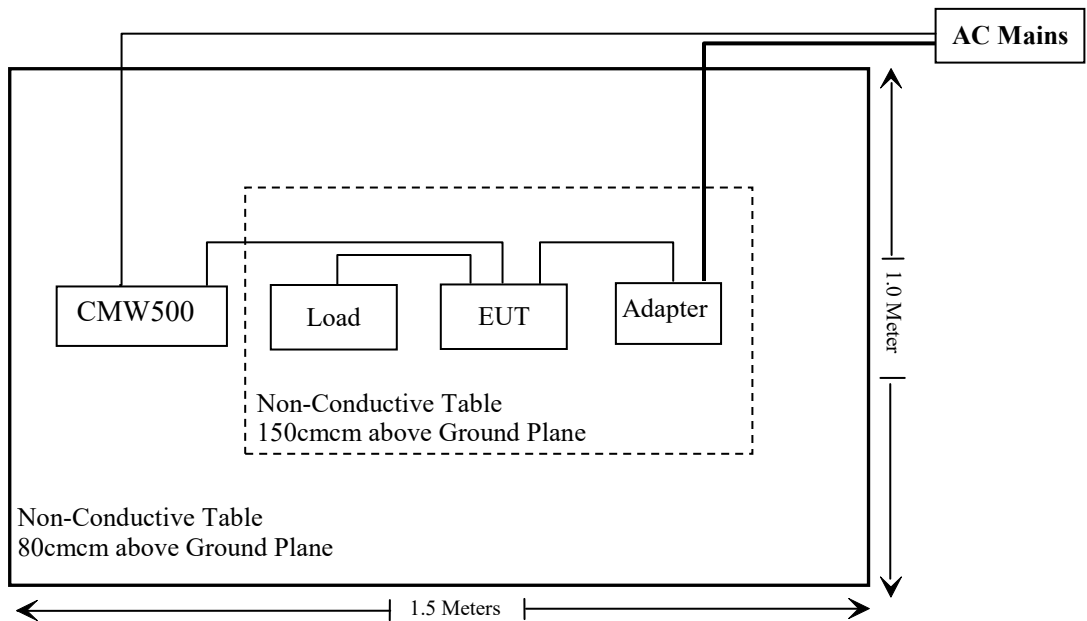 AC Mains
CMW500
Load
EUT
Adapter
1.0 Meter
Non-Conductive Table
150cmcm above Ground Plane
Non-Conductive Table
80cmcm above Ground Plane
1.5 Meters